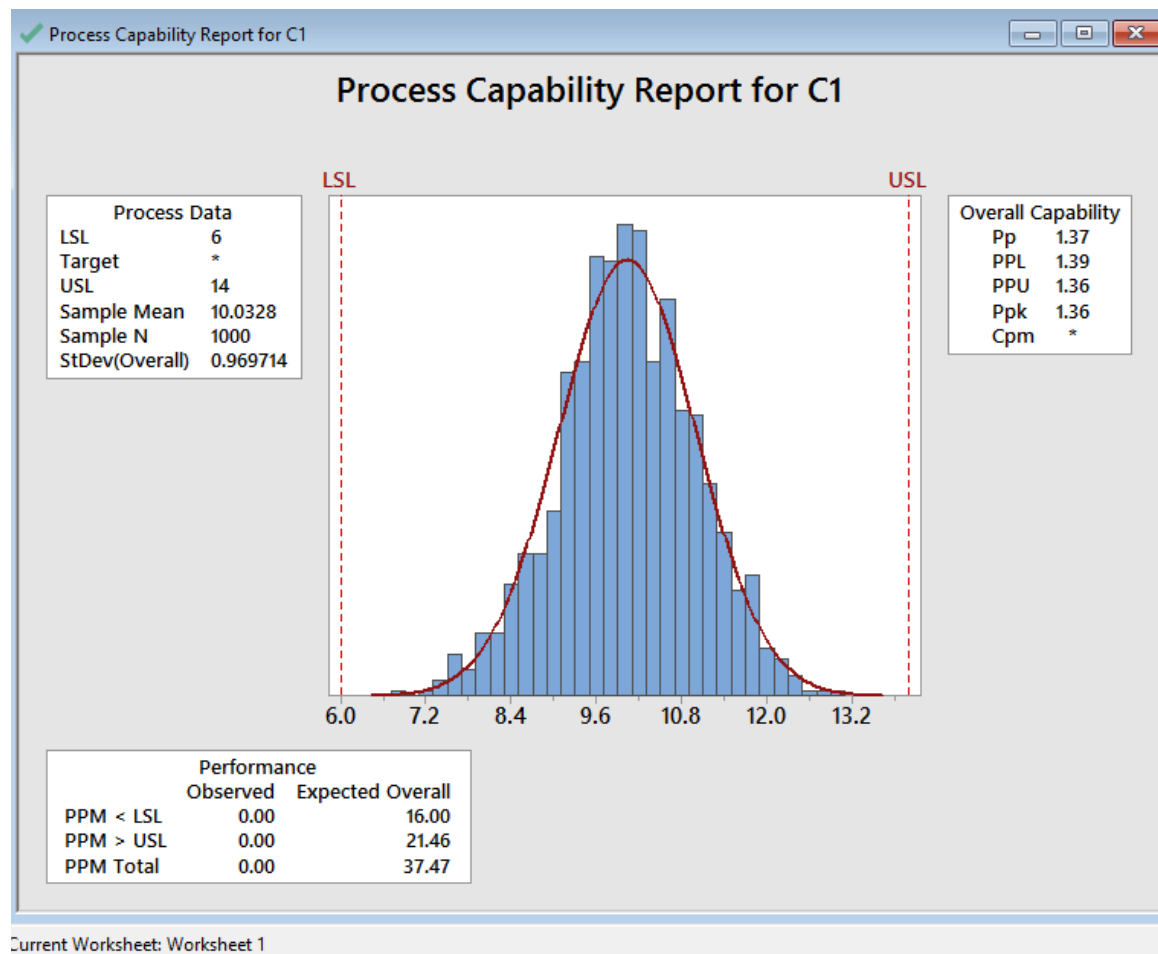 Process Capability Report for C1
Process Capability Report for C1
LSL USL
Process Data
LSL 6
Target *
USL 14
Sample Mean 10.0328
Sample N 1000
StDev(Overall) 0.969714
Overall Capability
Pp 1.37
PPL 1.39
PPU 1.36
Ppk 1.36
Cpm *
6.0 7.2 8.4 9.6 10.8 12.0 13.2
Performance
Observed Expected Overall
PPM < LSL 0.00 16.00
PPM > USL 0.00 21.46
PPM Total 0.00 37.47
Current Worksheet: Worksheet 1